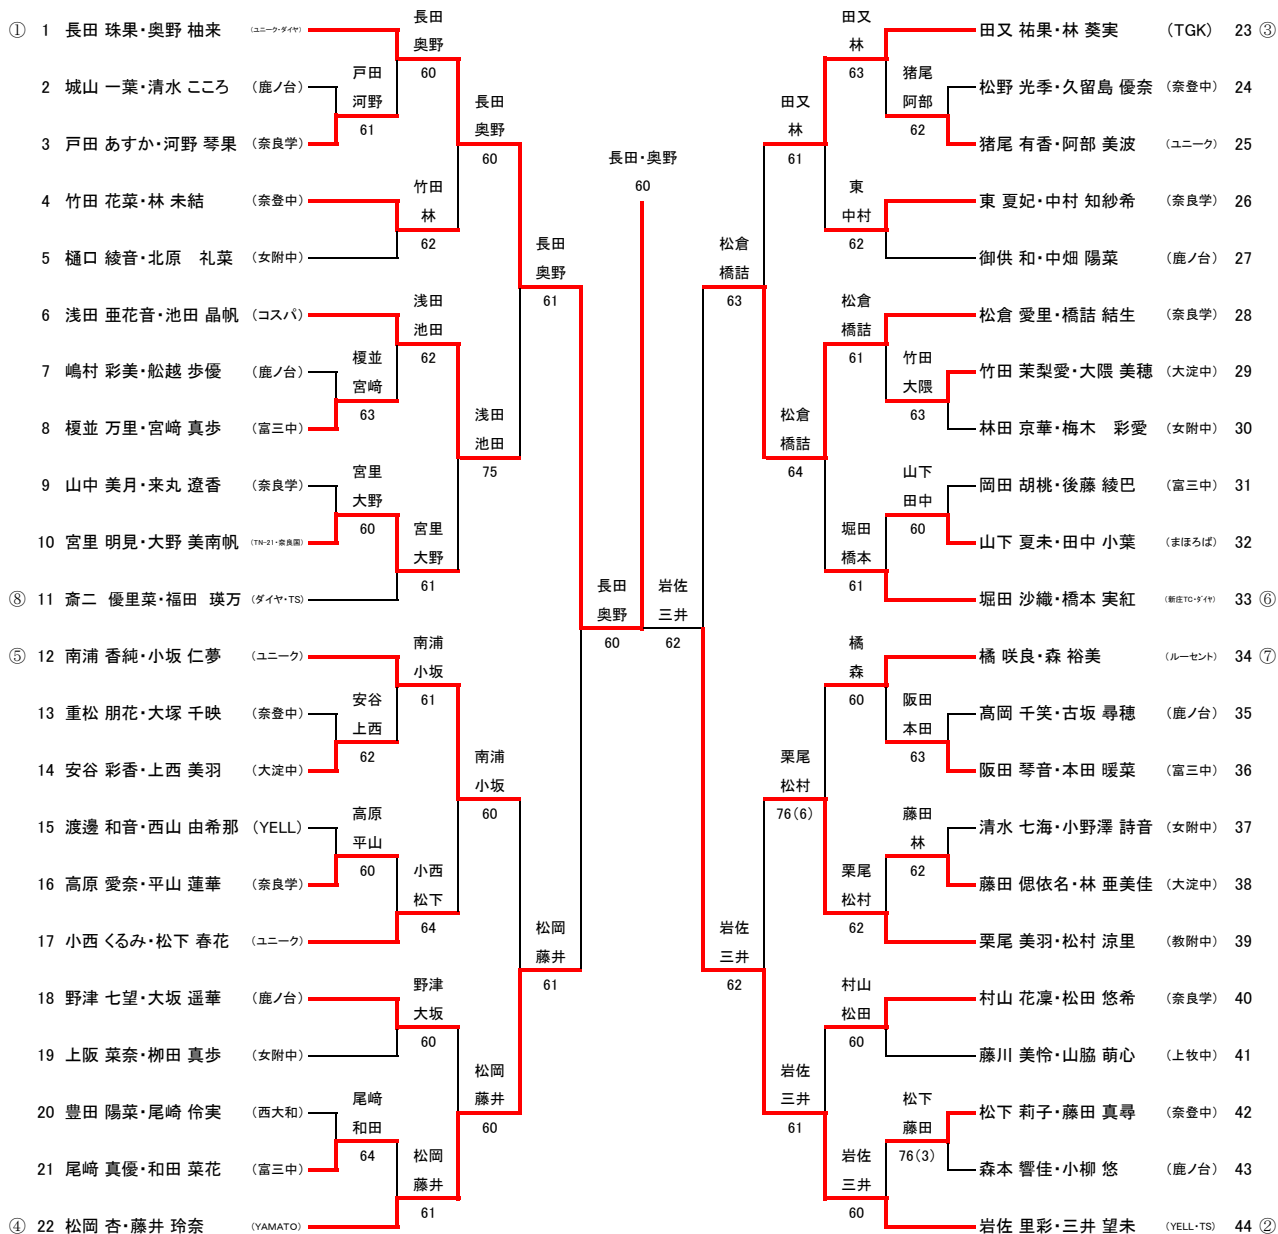 ① 1 長田 珠果・奥野 柚来 (ユニーク・ダイヤ)
2 城山 一葉・清水 こころ (鹿ノ台)
3 戸田 あすか・河野 琴果 (奈良学)
4 竹田 花菜・林 未結 (奈登中)
5 樋口 綾音・北原　礼菜 (女附中)
6 浅田 亜花音・池田 晶帆 (コスパ)
7 嶋村 彩美・舩越 歩優 (鹿ノ台)
8 榎並 万里・宮﨑 真歩 (富三中)
9 山中 美月・来丸 遼香 (奈良学)
10 宮里 明見・大野 美南帆 (TN-21・奈良園)
⑧ 11 斎二　優里菜・福田　瑛万 (ダイヤ・TS)
⑤ 12 南浦 香純・小坂 仁夢 (ユニーク)
13 重松 朋花・大塚 千映 (奈登中)
14 安谷 彩香・上西 美羽 (大淀中)
15 渡邊 和音・西山 由希那 (YELL)
16 高原 愛奈・平山 蓮華 (奈良学)
17 小西 くるみ・松下 春花 (ユニーク)
18 野津 七望・大坂 遥華 (鹿ノ台)
19 上阪 菜奈・栁田 真歩 (女附中)
20 豊田 陽菜・尾崎 伶実 (西大和)
21 尾﨑 真優・和田 菜花 (富三中)
④ 22 松岡 杏・藤井 玲奈 (YAMATO)
戸田
河野
61
榎並
宮﨑
63
宮里
大野
60
安谷
上西
62
高原
平山
60
尾﨑
和田
64
長田
奥野
60
竹田
林
62
浅田
池田
62
宮里
大野
61
南浦
小坂
61
小西
松下
64
野津
大坂
60
松岡
藤井
61
長田
奥野
60
浅田
池田
75
南浦
小坂
60
松岡
藤井
60
長田
奥野
61
松岡
藤井
61
長田
奥野
60
長田・奥野
60
岩佐
三井
62
松倉
橋詰
63
岩佐
三井
62
田又
林
61
松倉
橋詰
64
栗尾
松村
76(6)
岩佐
三井
61
田又
林
63
東
中村
62
松倉
橋詰
61
堀田
橋本
61
橘
森
60
栗尾
松村
62
村山
松田
60
岩佐
三井
60
猪尾
阿部
62
竹田
大隈
63
山下
田中
60
阪田
本田
63
藤田
林
62
松下
藤田
76(3)
田又 祐果・林 葵実 (TGK) 23 ③
松野 光季・久留島 優奈 (奈登中) 24
猪尾 有香・阿部 美波 (ユニーク) 25
東 夏妃・中村 知紗希 (奈良学) 26
御供 和・中畑 陽菜 (鹿ノ台) 27
松倉 愛里・橋詰 結生 (奈良学) 28
竹田 茉梨愛・大隈 美穂 (大淀中) 29
林田 京華・梅木　彩愛 (女附中) 30
岡田 胡桃・後藤 綾巴 (富三中) 31
山下 夏未・田中 小葉 (まほろば) 32
堀田 沙織・橋本 実紅 (新庄TC・ダイヤ) 33 ⑥
橘 咲良・森 裕美 (ルーセント) 34 ⑦
髙岡 千笑・古坂 尋穂 (鹿ノ台) 35
阪田 琴音・本田 暖菜 (富三中) 36
清水 七海・小野澤 詩音 (女附中) 37
藤田 偲依名・林 亜美佳 (大淀中) 38
栗尾 美羽・松村 涼里 (教附中) 39
村山 花凜・松田 悠希 (奈良学) 40
藤川 美怜・山脇 萌心 (上牧中) 41
松下 莉子・藤田 真尋 (奈登中) 42
森本 響佳・小柳 悠 (鹿ノ台) 43
岩佐 里彩・三井 望未 (YELL・TS) 44 ②